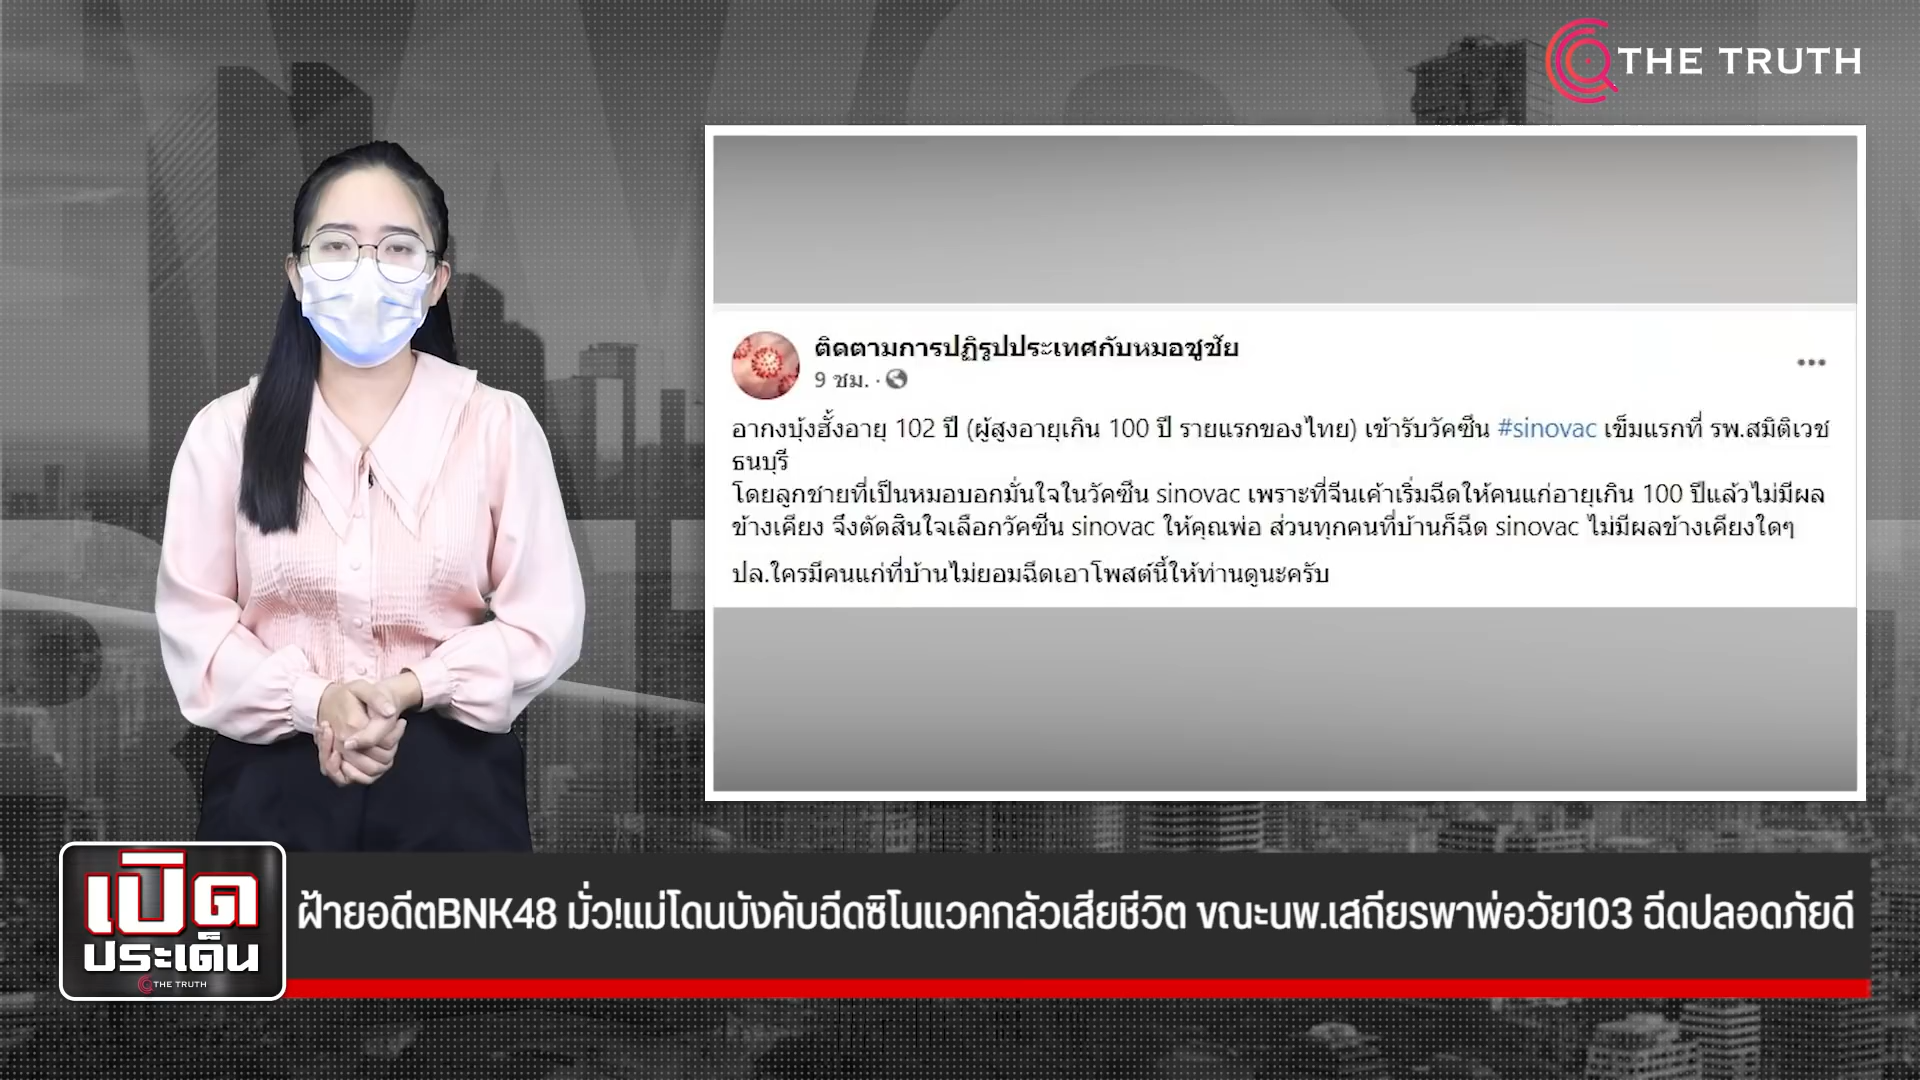 THE TRUTH
ติดตามการปฏิรูปประเทศกับหมอชูชัย
9 ชม. ·
อากงบุ้งฮั้งอายุ 102 ปี (ผู้สูงอายุเกิน 100 ปี รายแรกของไทย) เข้ารับวัคซีน #sinovac เข็มแรกที่ รพ.สมิติเวช
ธนบุรี
โดยลูกชายที่เป็นหมอบอกมั่นใจในวัคซีน sinovac เพราะที่จีนเค้าเริ่มฉีดให้คนแก่อายุเกิน 100 ปีแล้วไม่มีผล
ข้างเคียง จึงตัดสินใจเลือกวัคซีน sinovac ให้คุณพ่อ ส่วนทุกคนที่บ้านก็ฉีด sinovac ไม่มีผลข้างเคียงใดๆ
ปล.ใครมีคนแก่ที่บ้านไม่ยอมฉีดเอาโพสต์นี้ให้ท่านดูนะครับ
เปิด
ประเด็น
THE TRUTH
ฝ้ายอดีตBNK48 มั่ว!แม่โดนบังคับฉีดซิโนแวคกลัวเสียชีวิต ขณะนพ.เสถียรพาพ่อวัย103 ฉีดปลอดภัยดี